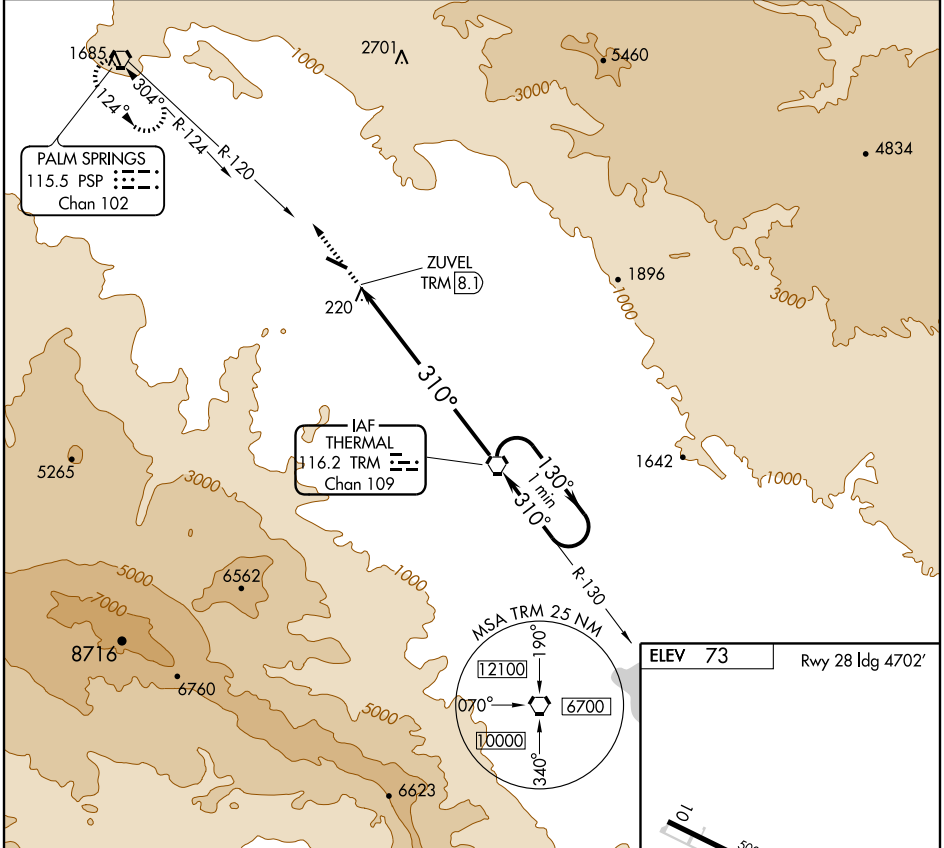 1685
2701
5460
1000
3000
4834
304°
124°
R-124
R-120
PALM SPRINGS
115.5 PSP
Chan 102
ZUVEL
TRM 8.1
220
1896
1000
3000
310°
IAF
THERMAL
116.2 TRM
Chan 109
130°
1 min
310°
1642
1000
5265
3000
R-130
5000
6562
1000
7000
8716
6760
MSA TRM 25 NM
190°
12100
070°
6700
10000
340°
5000
6623
ELEV 73
Rwy 28 ldg 4702'
10